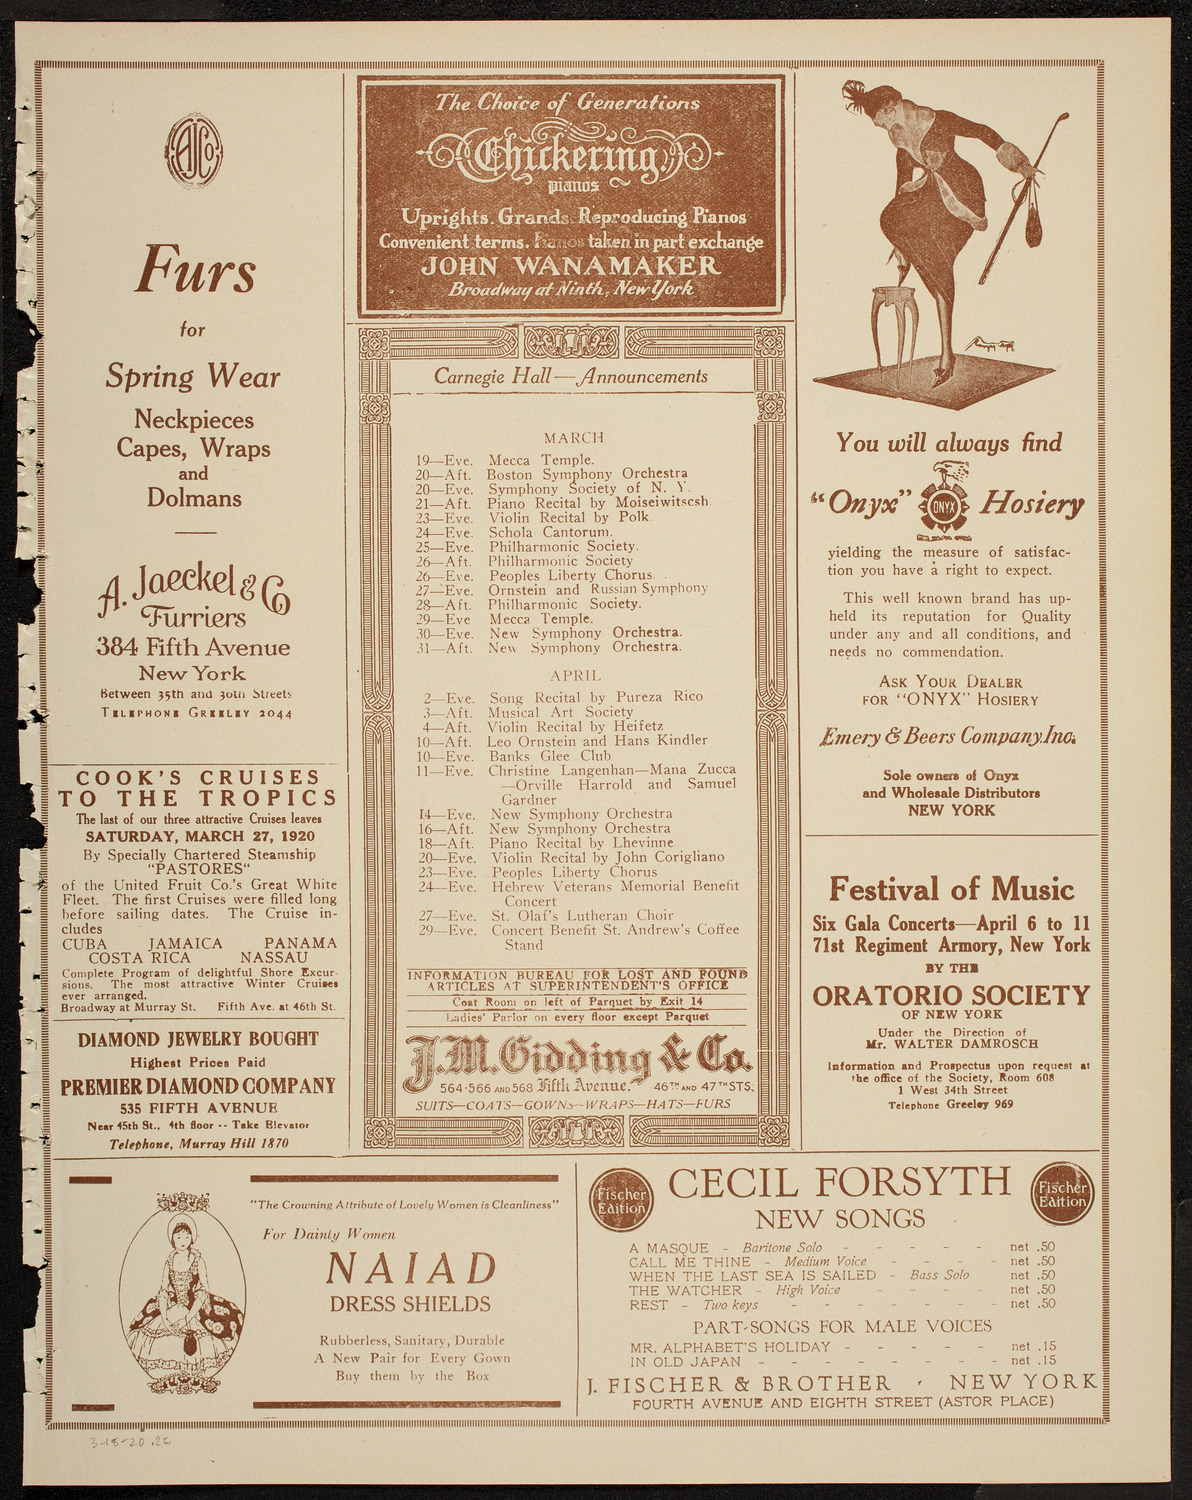 AJCo
Furs
for
Spring Wear
Neckpieces
Capes, Wraps
and
Dolmans
A. Jaeckel & Co
Furriers
384 Fifth Avenue
New York
Between 35th and 36th Streets
TELEPHONE GREELEY 2044
COOK'S CRUISES
TO THE TROPICS
The last of our three attractive Cruises leaves
SATURDAY, MARCH 27, 1920
By Specially Chartered Steamship
"PASTORES"
of the United Fruit Co.'s Great White
Fleet. The first Cruises were filled long
before sailing dates. The Cruise in-
cludes
CUBA JAMAICA PANAMA
COSTA RICA NASSAU
Complete Program of delightful Shore Excur-
sions. The most attractive Winter Cruises
ever arranged.
Broadway at Murray St. Fifth Ave. at 46th St.
DIAMOND JEWELRY BOUGHT
Highest Prices Paid
PREMIER DIAMOND COMPANY
535 FIFTH AVENUE
Near 45th St., 4th floor -- Take Elevator
Telephone, Murray Hill 1870
The Choice of Generations
Chickering
pianos
Uprights. Grands. Reproducing Pianos
Convenient terms. Pianos taken in part exchange
JOHN WANAMAKER
Broadway at Ninth, New York
Carnegie Hall—Announcements
MARCH
19—Eve. Mecca Temple.
20—Aft. Boston Symphony Orchestra
20—Eve. Symphony Society of N. Y.
21—Aft. Piano Recital by Moiseiwitscsh.
23—Eve. Violin Recital by Polk.
24—Eve. Schola Cantorum.
25—Eve. Philharmonic Society.
26—Aft. Philharmonic Society
26—Eve. Peoples Liberty Chorus.
27—Eve. Ornstein and Russian Symphony
28—Aft. Philharmonic Society.
29—Eve Mecca Temple.
30—Eve. New Symphony Orchestra.
31—Aft. New Symphony Orchestra.
APRIL
2—Eve. Song Recital by Pureza Rico
3—Aft. Musical Art Society
4—Aft. Violin Recital by Heifetz
10—Aft. Leo Ornstein and Hans Kindler
10—Eve. Banks Glee Club
11—Eve. Christine Langenhan—Mana Zucca
—Orville Harrold and Samuel
Gardner
14—Eve. New Symphony Orchestra
16—Aft. New Symphony Orchestra
18—Aft. Piano Recital by Lhevinne
20—Eve. Violin Recital by John Corigliano
23—Eve. Peoples Liberty Chorus
24—Eve. Hebrew Veterans Memorial Benefit
Concert
27—Eve. St. Olaf's Lutheran Choir
29—Eve. Concert Benefit St. Andrew's Coffee
Stand
INFORMATION BUREAU FOR LOST AND FOUND
ARTICLES AT SUPERINTENDENT'S OFFICE
Coat Room on left of Parquet by Exit 14
Ladies' Parlor on every floor except Parquet
J.M. Gidding & Co.
564-566 AND 568 Fifth Avenue. 46TH AND 47TH STS.
SUITS—COATS—GOWNS—WRAPS—HATS—FURS
You will always find
"Onyx" ONYX Hosiery
yielding the measure of satisfac-
tion you have a right to expect.
This well known brand has up-
held its reputation for Quality
under any and all conditions, and
needs no commendation.
ASK YOUR DEALER
FOR "ONYX" HOSIERY
Emery & Beers Company, Inc.
Sole owners of Onyx
and Wholesale Distributors
NEW YORK
Festival of Music
Six Gala Concerts—April 6 to 11
71st Regiment Armory, New York
BY THE
ORATORIO SOCIETY
OF NEW YORK
Under the Direction of
Mr. WALTER DAMROSCH
Information and Prospectus upon request at
the office of the Society, Room 608
1 West 34th Street
Telephone Greeley 969
"The Crowning Attribute of Lovely Women is Cleanliness"
For Dainty Women
NAIAD
DRESS SHIELDS
Rubberless, Sanitary, Durable
A New Pair for Every Gown
Buy them by the Box
Fischer Edition
CECIL FORSYTH
Fischer Edition
NEW SONGS
A MASQUE - Baritone Solo - - - - - net .50
CALL ME THINE - Medium Voice - - - - net .50
WHEN THE LAST SEA IS SAILED - Bass Solo net .50
THE WATCHER - High Voice - - - - net .50
REST - Two keys - - - - - - - net .50
PART-SONGS FOR MALE VOICES
MR. ALPHABET'S HOLIDAY - - - - - net .15
IN OLD JAPAN - - - - - - - - net .15
J. FISCHER & BROTHER , NEW YORK
FOURTH AVENUE AND EIGHTH STREET (ASTOR PLACE)
3-18-20